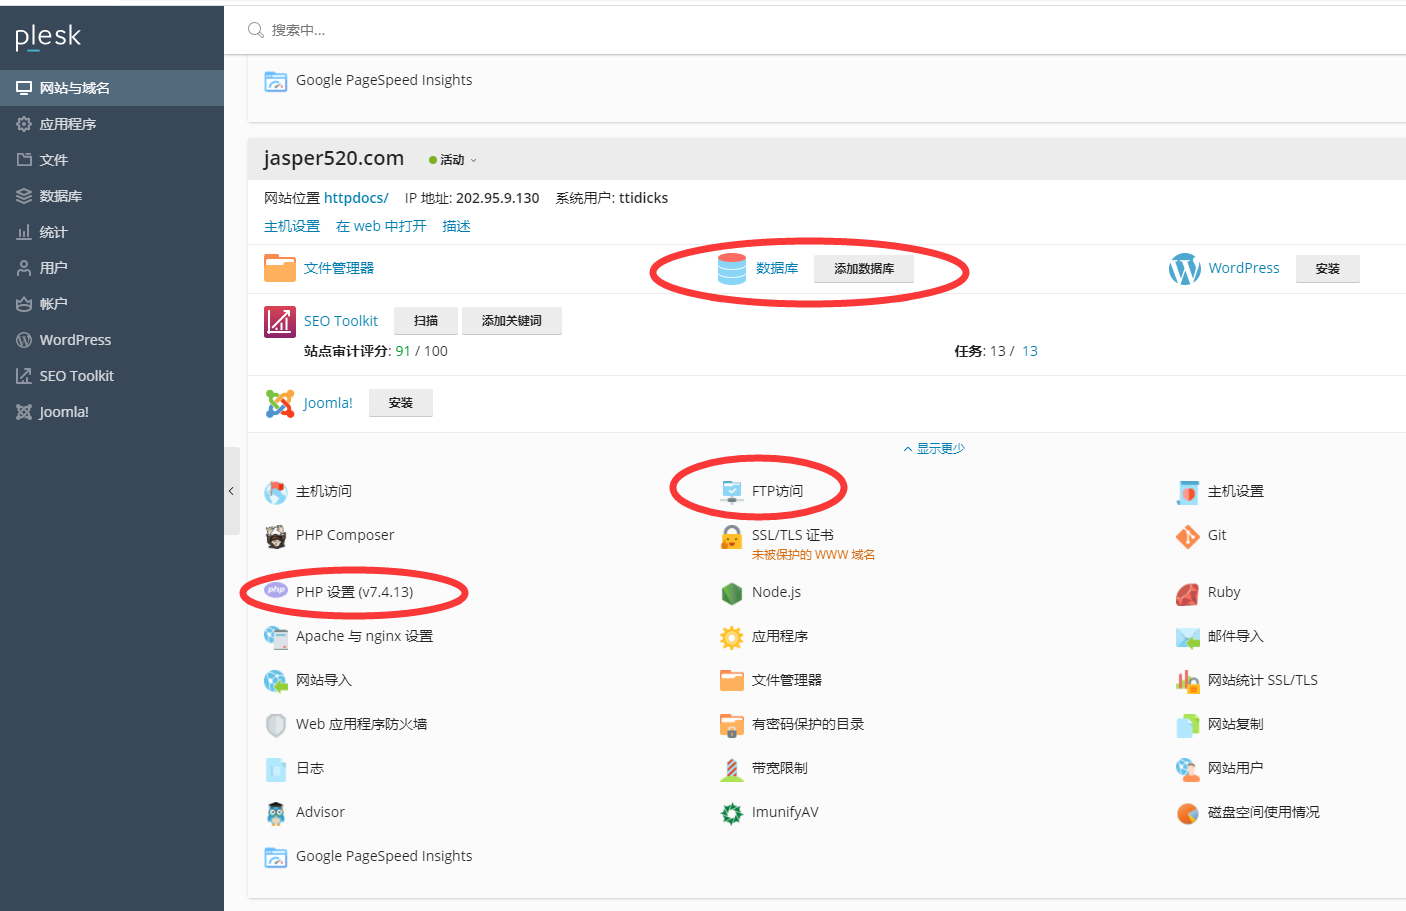 plesk
搜索中...
网站与域名
应用程序
文件
数据库
统计
用户
帐户
WordPress
SEO Toolkit
Joomla!
Google PageSpeed Insights
jasper520.com 活动
网站位置 httpdocs/ IP 地址: 202.95.9.130 系统用户: ttidicks
主机设置 在 web 中打开 描述
文件管理器 数据库 添加数据库 WordPress 安装
SEO Toolkit 扫描 添加关键词
站点审计评分: 91 / 100 任务: 13 / 13
Joomla! 安装
显示更少
主机访问 FTP访问 主机设置
PHP Composer SSL/TLS 证书 Git
未被保护的 WWW 域名
php PHP 设置 (v7.4.13) Node.js Ruby
Apache 与 nginx 设置 应用程序 邮件导入
网站导入 文件管理器 网站统计 SSL/TLS
Web 应用程序防火墙 有密码保护的目录 网站复制
日志 带宽限制 网站用户
Advisor ImunifyAV 磁盘空间使用情况
Google PageSpeed Insights